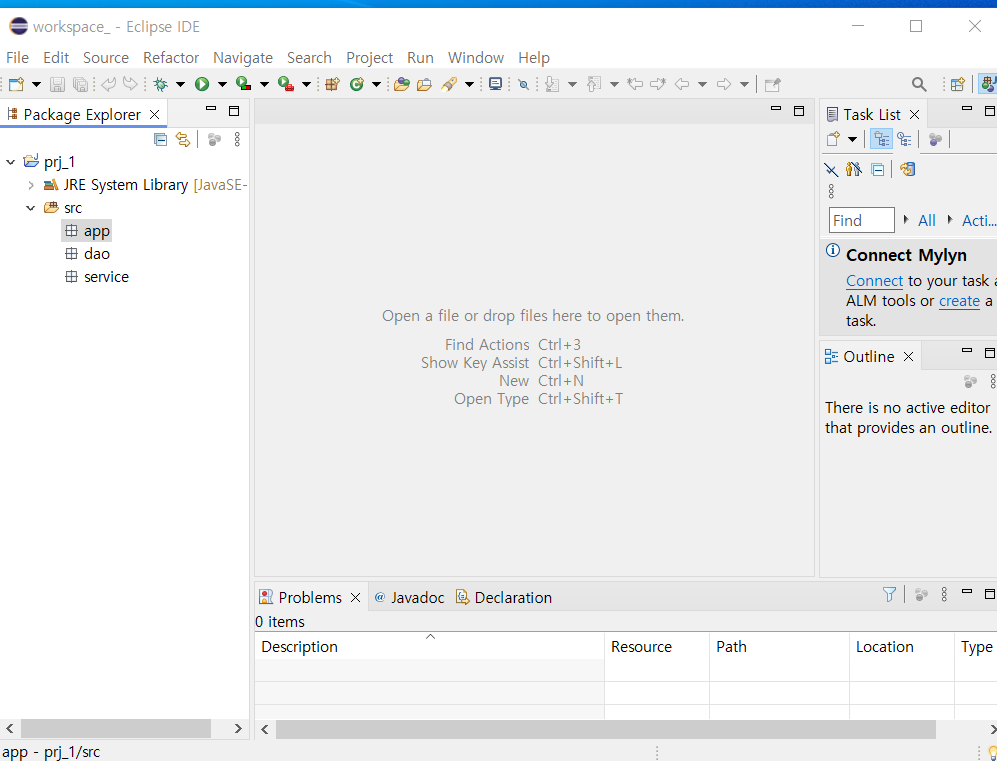 workspace_ - Eclipse IDE
File Edit Source Refactor Navigate Search Project Run Window Help
Package Explorer
prj_1
JRE System Library [JavaSE-
src
app
dao
service
Open a file or drop files here to open them.
Find Actions Ctrl+3
Show Key Assist Ctrl+Shift+L
New Ctrl+N
Open Type Ctrl+Shift+T
Task List
Find All Acti...
Connect Mylyn
Connect to your task a
ALM tools or create a
task.
Outline
There is no active editor
that provides an outline.
Problems @ Javadoc Declaration
0 items
Description Resource Path Location Type
app - prj_1/src